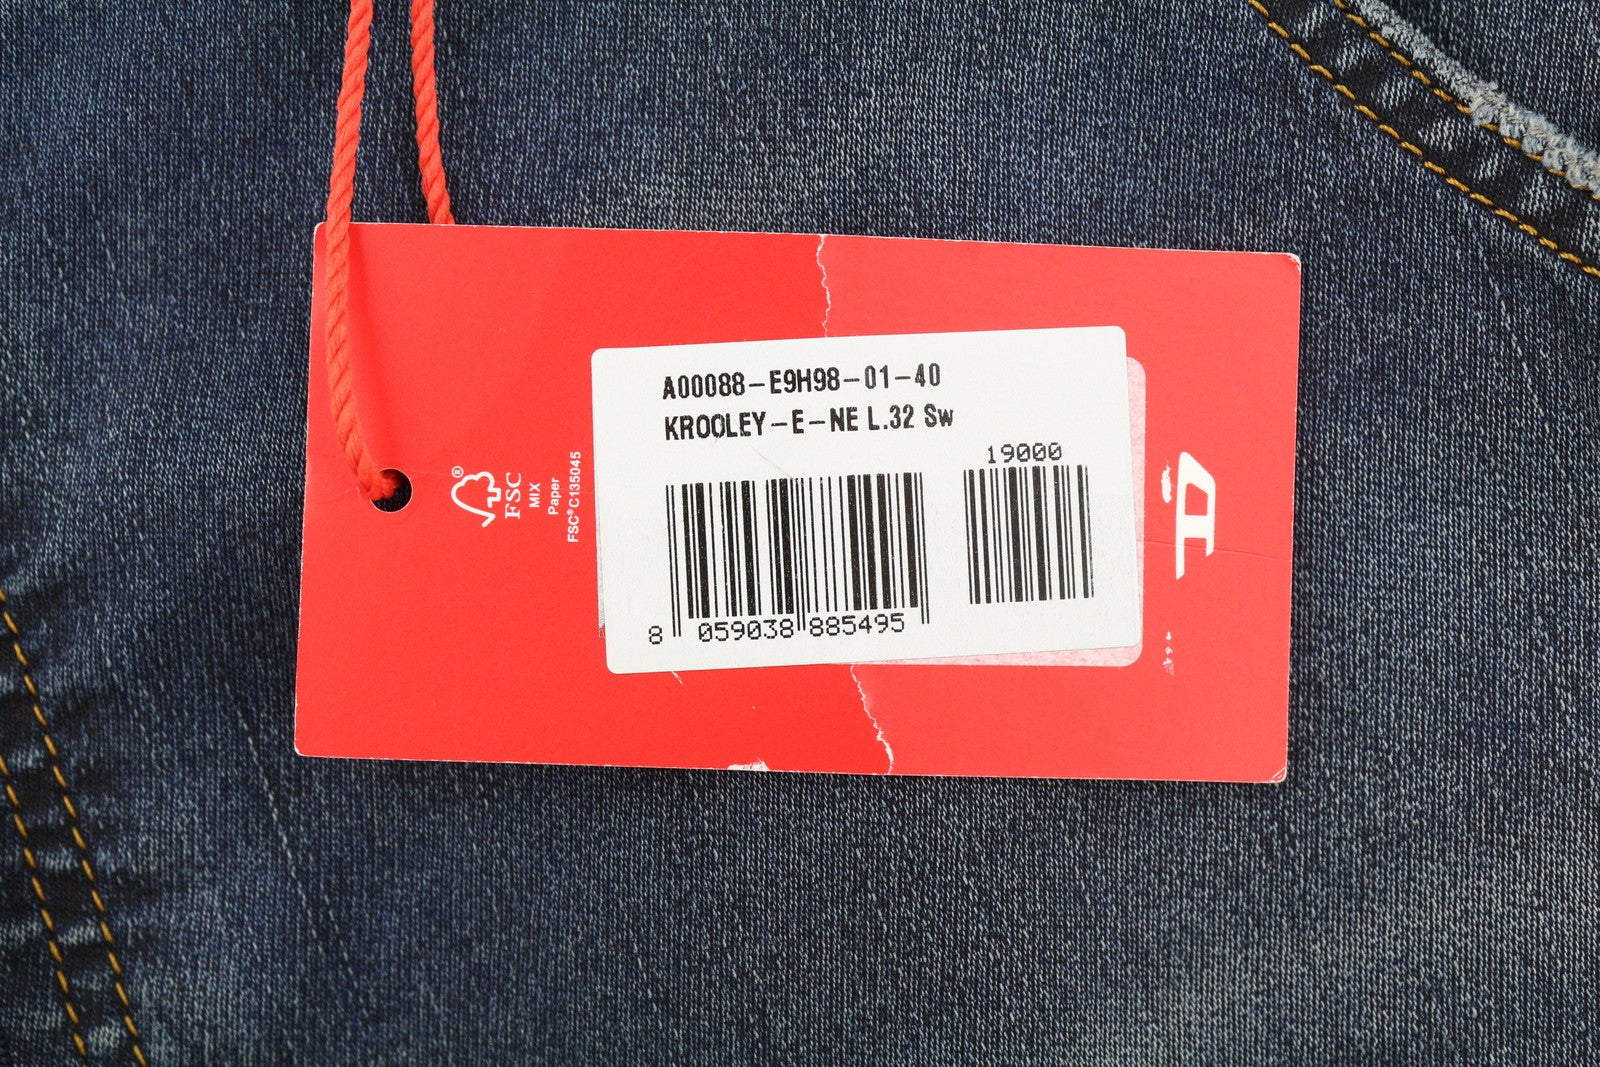 A00088-E9H98-01-40
KROOLEY-E-NE L.32 Sw
19000
8 059038 885495
FSC®
MIX
Paper
FSC® C135045
D